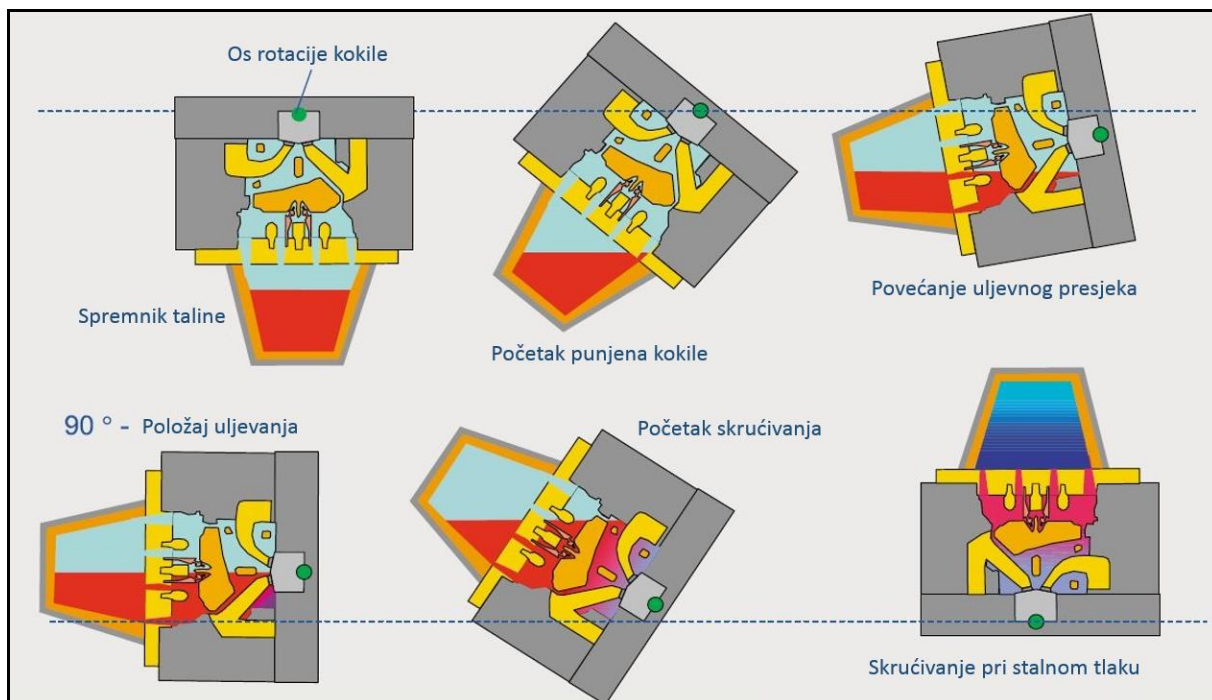 Os rotacije kokile
Spremnik taline
Početak punjena kokile
Povećanje uljevnog presjeka
90 ° - Položaj uljevanja
Početak skrućivanja
Skrućivanje pri stalnom tlaku